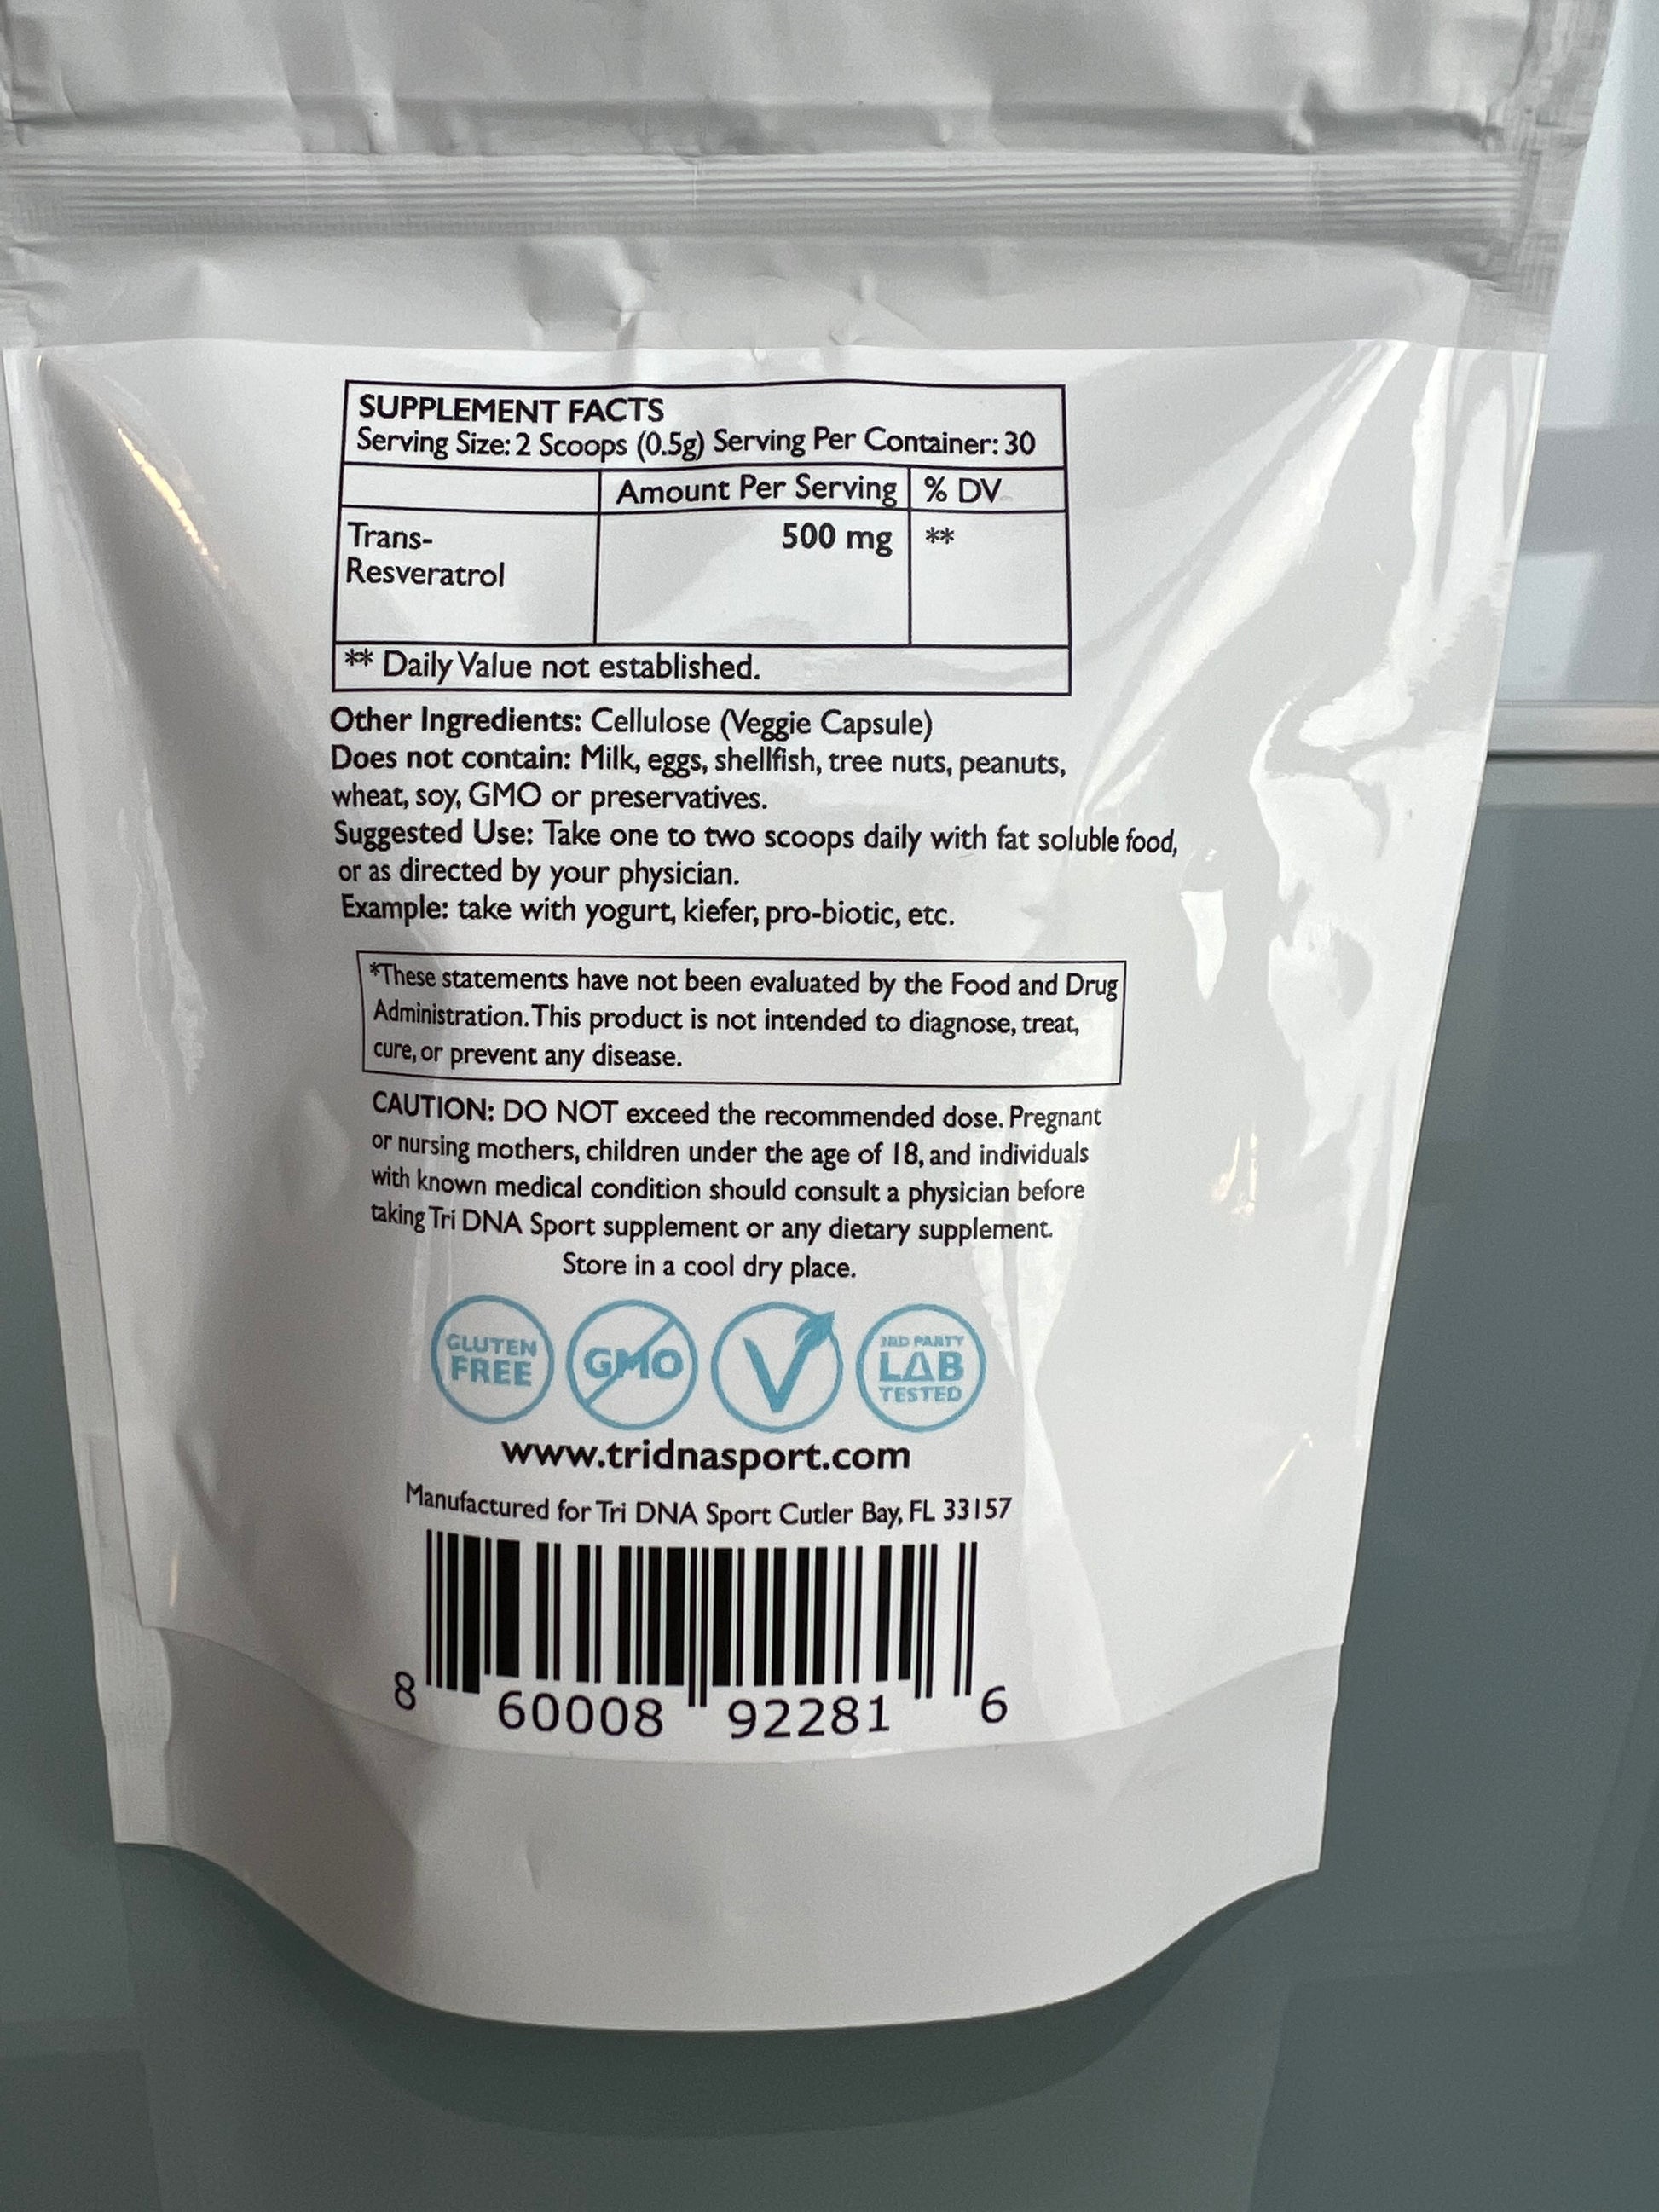 SUPPLEMENT FACTS
Serving Size: 2 Scoops (0.5g) Serving Per Container: 30
Amount Per Serving % DV
Trans- 500 mg **
Resveratrol
** Daily Value not established.
Other Ingredients: Cellulose (Veggie Capsule)
Does not contain: Milk, eggs, shellfish, tree nuts, peanuts,
wheat, soy, GMO or preservatives.
Suggested Use: Take one to two scoops daily with fat soluble food,
or as directed by your physician.
Example: take with yogurt, kiefer, pro-biotic, etc.
*These statements have not been evaluated by the Food and Drug
Administration. This product is not intended to diagnose, treat,
cure, or prevent any disease.
CAUTION: DO NOT exceed the recommended dose. Pregnant
or nursing mothers, children under the age of 18, and individuals
with known medical condition should consult a physician before
taking Tri DNA Sport supplement or any dietary supplement.
Store in a cool dry place.
GLUTEN
FREE
GMO
V
3RD PARTY
LAB
TESTED
www.tridnasport.com
Manufactured for Tri DNA Sport Cutler Bay, FL 33157
8 60008 92281 6